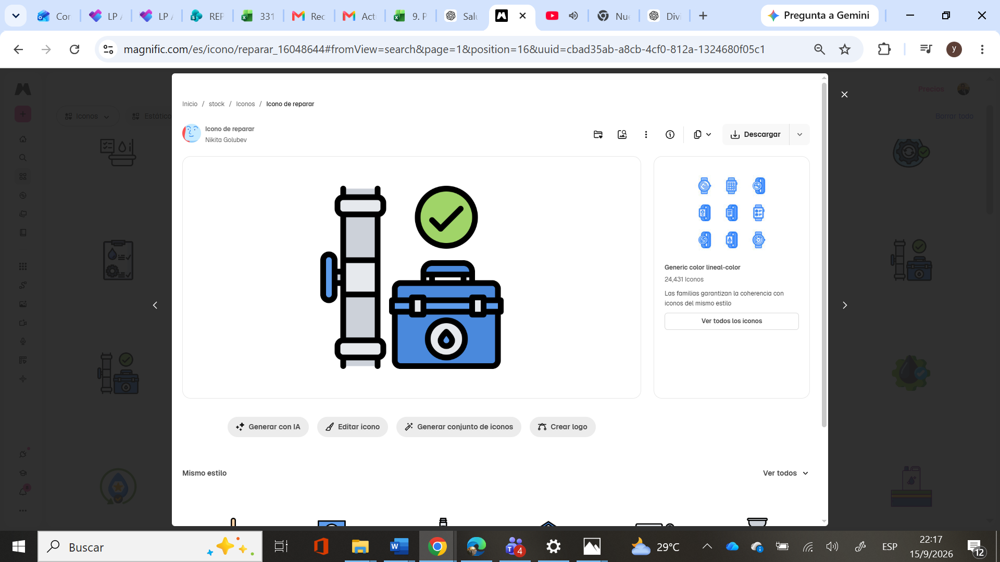 Cor
LP
LP
REF
331
Rec
Act
9. P
Salu
Nue
Divi
Pregunta a Gemini
magnific.com/es/icono/reparar_16048644#fromView=search&page=1&position=16&uuid=cbad35ab-a8cb-4cf0-812a-1324680f05c1
y
Precios
Iconos
Estático
Borrar todo
Inicio / stock / Iconos / Icono de reparar
Icono de reparar
Nikita Golubev
Descargar
Generic color lineal-color
24,431 Iconos
Las familias garantizan la coherencia con
iconos del mismo estilo
Ver todos los iconos
Generar con IA
Editar icono
Generar conjunto de iconos
Crear logo
Mismo estilo
Ver todos
Buscar
4
29°C
ESP
22:17
15/9/2026
12